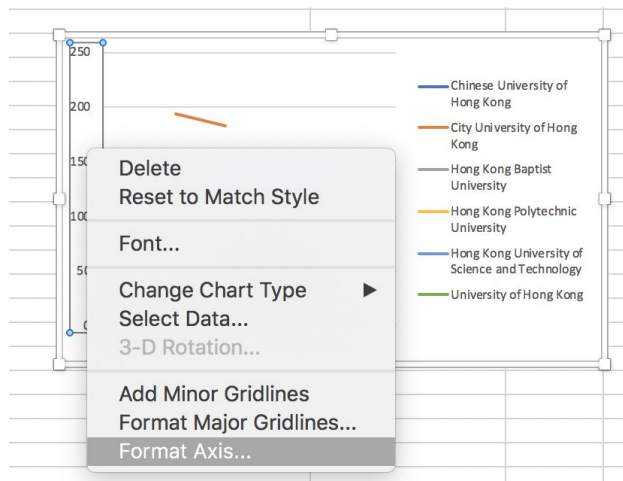 250
200
150
100
50
0
Chinese University of
Hong Kong
City University of Hong
Kong
Hong Kong Baptist
University
Hong Kong Polytechnic
University
Hong Kong University of
Science and Technology
University of Hong Kong
Delete
Reset to Match Style
Font...
Change Chart Type
Select Data...
3-D Rotation...
Add Minor Gridlines
Format Major Gridlines...
Format Axis...